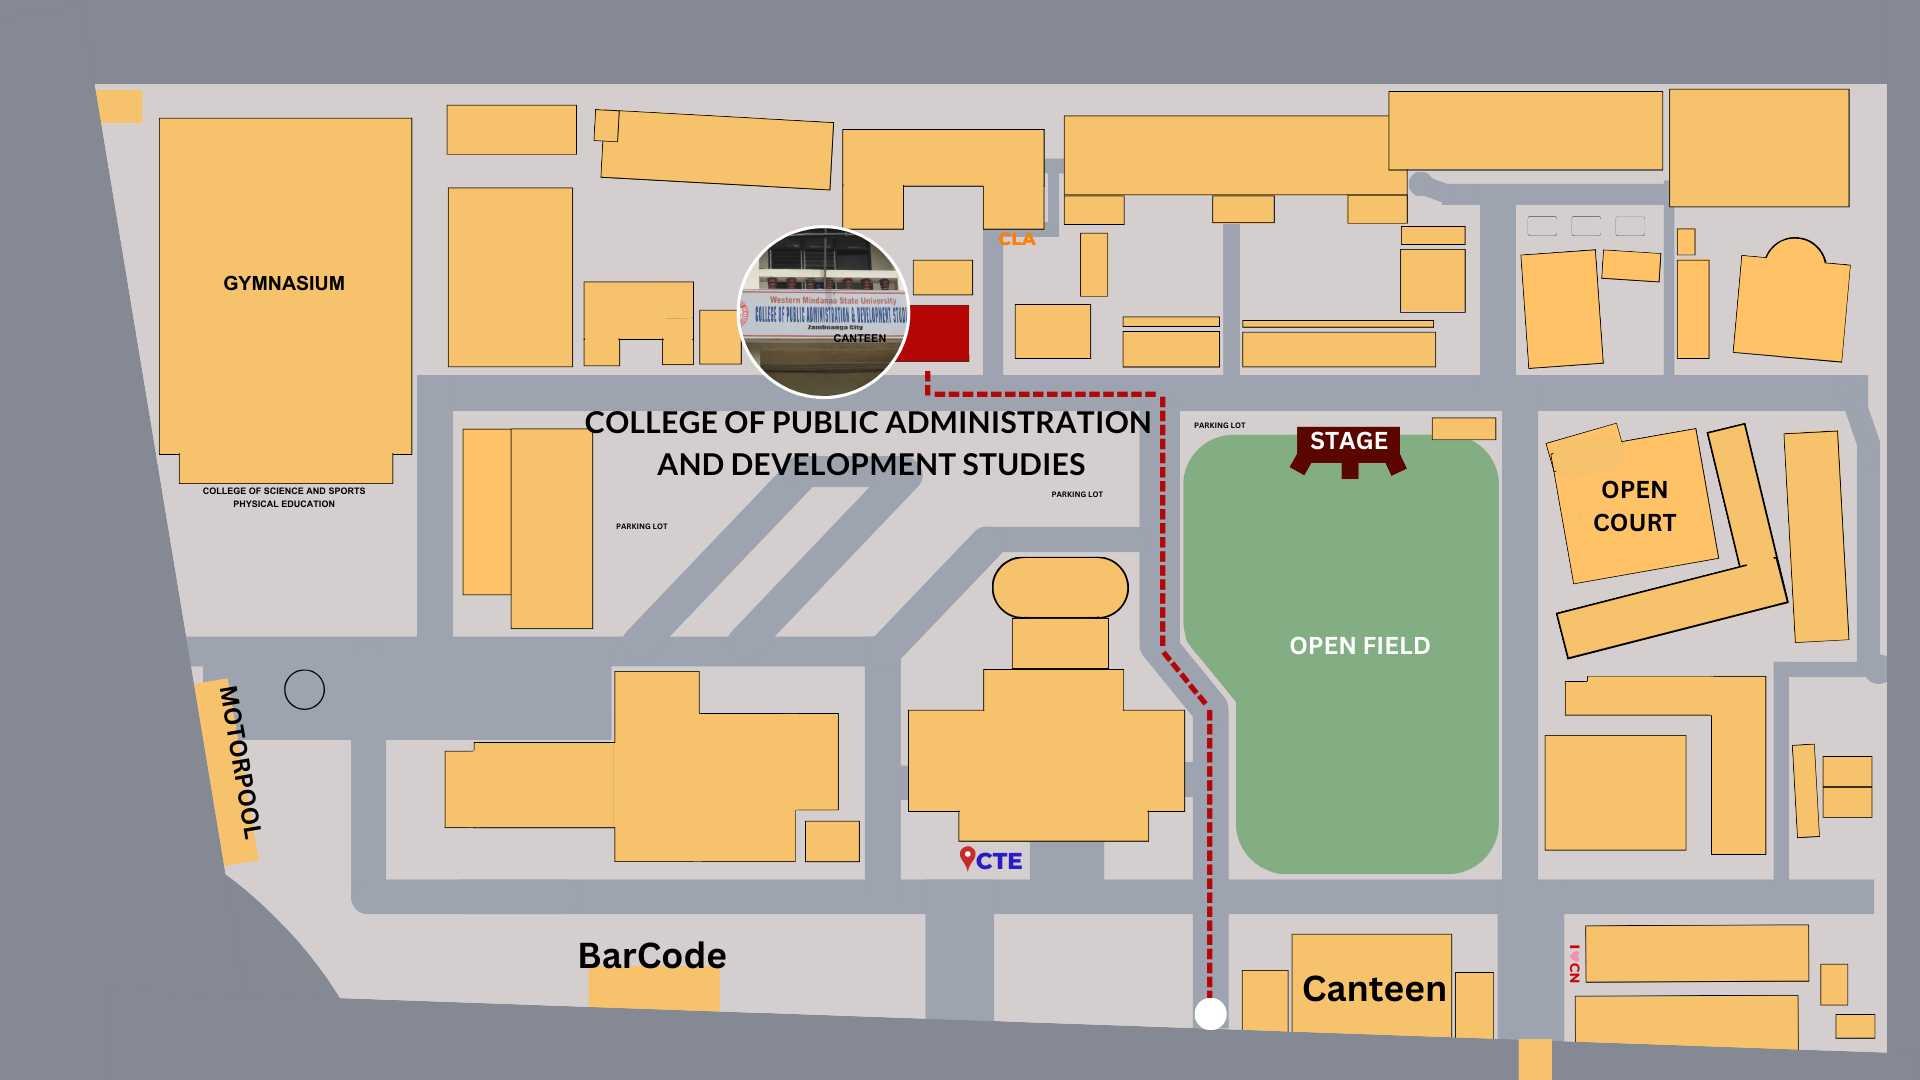 CLA
GYMNASIUM
Western Mindanao State University
COLLEGE OF PUBLIC ADMINISTRATION & DEVELOPMENT
Zamboanga City
CANTEEN
COLLEGE OF PUBLIC ADMINISTRATION
AND DEVELOPMENT STUDIES
PARKING LOT
STAGE
COLLEGE OF SCIENCE AND SPORTS
PHYSICAL EDUCATION
PARKING LOT
PARKING LOT
OPEN
COURT
OPEN FIELD
MOTORPOOL
CTE
BarCode
Canteen
I CN